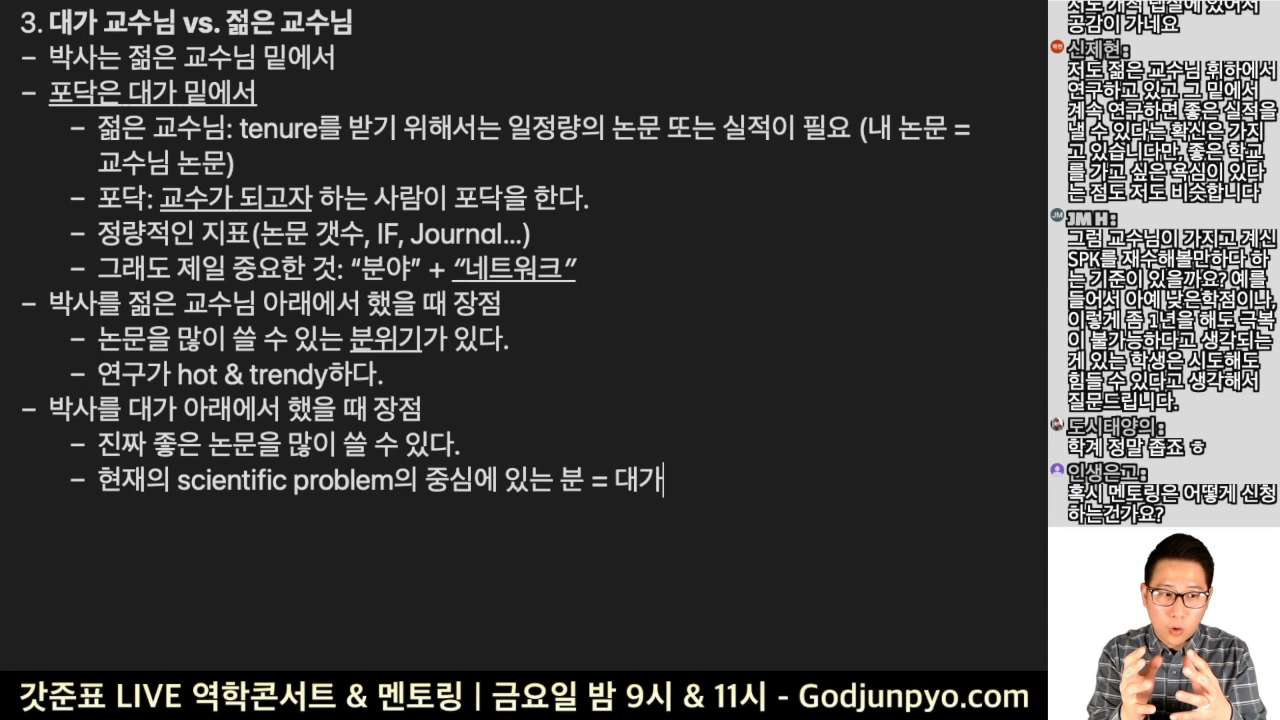 3. 대가 교수님 vs. 젊은 교수님
– 박사는 젊은 교수님 밑에서
– 포닥은 대가 밑에서
– 젊은 교수님: tenure를 받기 위해서는 일정량의 논문 또는 실적이 필요 (내 논문 =
교수님 논문)
– 포닥: 교수가 되고자 하는 사람이 포닥을 한다.
– 정량적인 지표(논문 갯수, IF, Journal...)
– 그래도 제일 중요한 것: “분야” + “네트워크”
– 박사를 젊은 교수님 아래에서 했을 때 장점
– 논문을 많이 쓸 수 있는 분위기가 있다.
– 연구가 hot & trendy하다.
– 박사를 대가 아래에서 했을 때 장점
– 진짜 좋은 논문을 많이 쓸 수 있다.
– 현재의 scientific problem의 중심에 있는 분 = 대가
공감이 가네요
신제현:
저도 젊은 교수님 휘하에서
연구하고 있고 그 밑에서
계속 연구하면 좋은 실적을
낼 수 있다는 확신은 가지
고 있습니다만, 좋은 학교
를 가고 싶은 욕심이 있다
는 점도 저도 비슷합니다
JM H:
그럼 교수님이 가지고 계신
SPK를 재수해볼만하다 하
는 기준이 있을까요? 예를
들어서 아예 낮은학점이나,
이렇게 좀 1년을 해도 극복
이 불가능하다고 생각되는
게 있는 학생은 시도해도
힘들 수 있다고 생각해서
질문드립니다.
도시태양의:
학계 정말 좁죠 ㅎ
인생은고:
혹시 멘토링은 어떻게 신청
하는건가요?
갓준표 LIVE 역학콘서트 & 멘토링 | 금요일 밤 9시 & 11시 - Godjunpyo.com